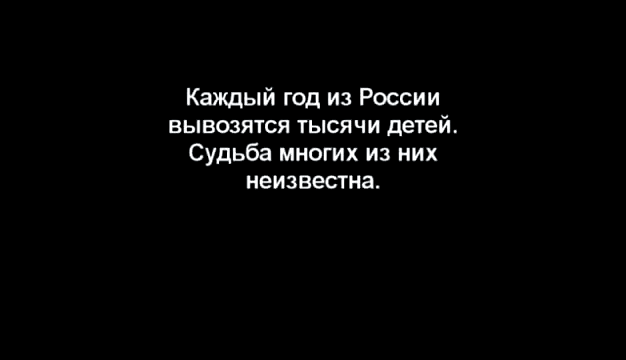 Каждый год из России
вывозятся тысячи детей.
Судьба многих из них
неизвестна.